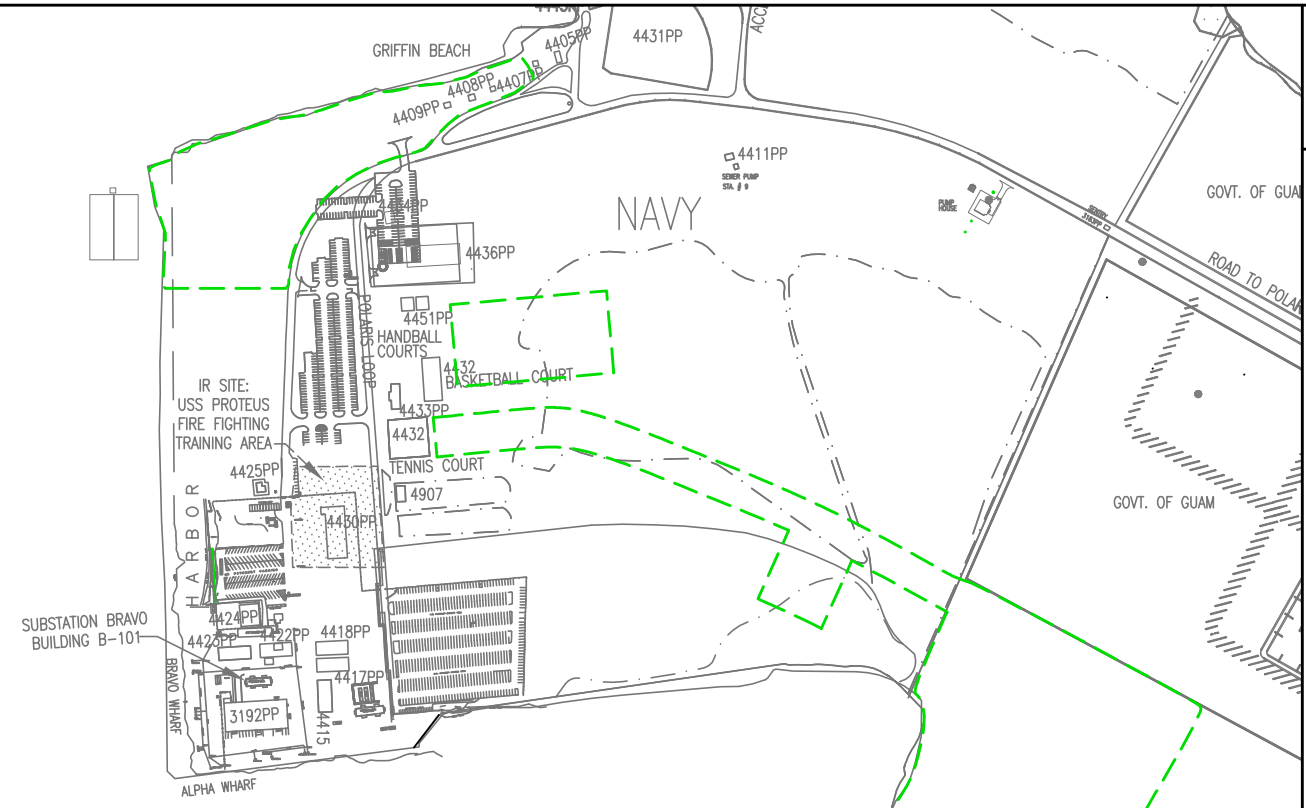 4431PP
4405PP
GRIFFIN BEACH
4407PP
4408PP
4409PP
4411PP
SEWER PUMP
STA. # 9
NAVY
PUMP
HOUSE
SENTRY
3193PP
GOVT. OF GUA
ROAD TO POLAR
4436PP
4451PP
POLARIS LOOP
HANDBALL
COURTS
4432
BASKETBALL COURT
IR SITE:
USS PROTEUS
FIRE FIGHTING
TRAINING AREA
4433PP
4432
TENNIS COURT
4425PP
4907
4430PP
GOVT. OF GUAM
HARBOR
SUBSTATION BRAVO
BUILDING B-101
4424PP
4423PP
4422PP
4418PP
4417PP
BRAVO WHARF
3192PP
4415
ALPHA WHARF